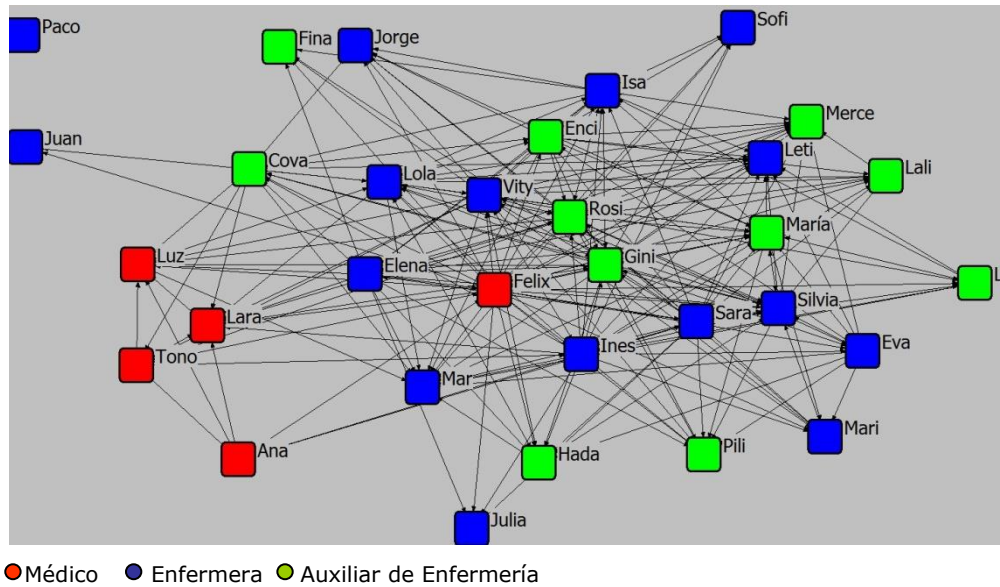 Paco
Fina
Jorge
Sofi
Isa
Juan
Enci
Merce
Leti
Cova
Lola
Vity
Lali
Rosi
María
Luz
Elena
Gini
Felix
L
Lara
Sara
Silvia
Tono
Ines
Eva
Mar
Ana
Hada
Pili
Mari
Julia
Médico Enfermera Auxiliar de Enfermería